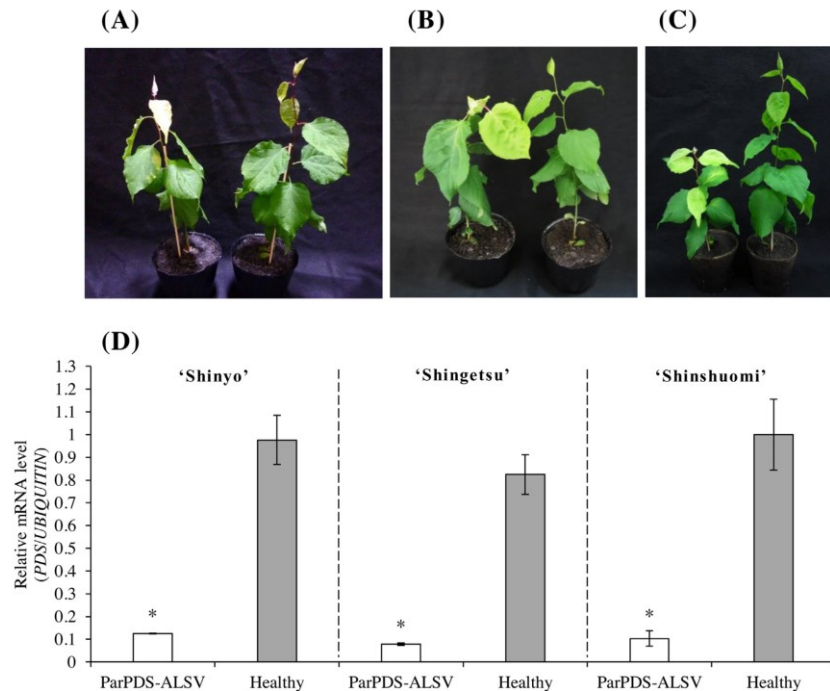 (A)
(B)
(C)
(D)
1.3
1.2
1.1
1
0.9
0.8
0.7
0.6
0.5
0.4
0.3
0.2
0.1
0
Relative mRNA level
(PDS/UBIQUITIN)
‘Shinyo’
‘Shingetsu’
‘Shinshuomi’
*
*
*
ParPDS-ALSV
Healthy
ParPDS-ALSV
Healthy
ParPDS-ALSV
Healthy